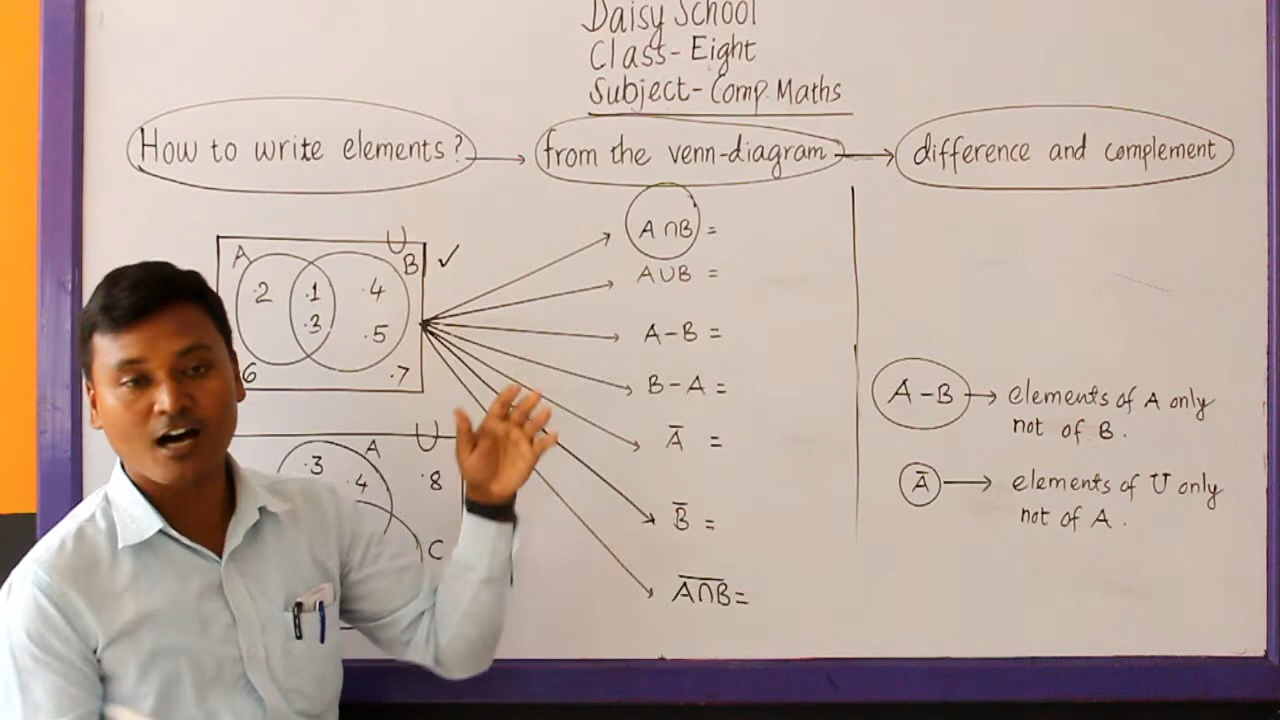 Daisy School
Class- Eight
Subject- Comp. Maths
How to write elements?
from the venn-diagram
difference and complement
U
A
B
.2 .1 .4
.3 .5
6 .7
A∩B =
A∪B =
A-B =
B-A =
A̅ =
B̅ =
A̅∩̅B̅ =
A U
.3
.4
.8
C
A-B → elements of A only
not of B.
A̅ → elements of U only
not of A.